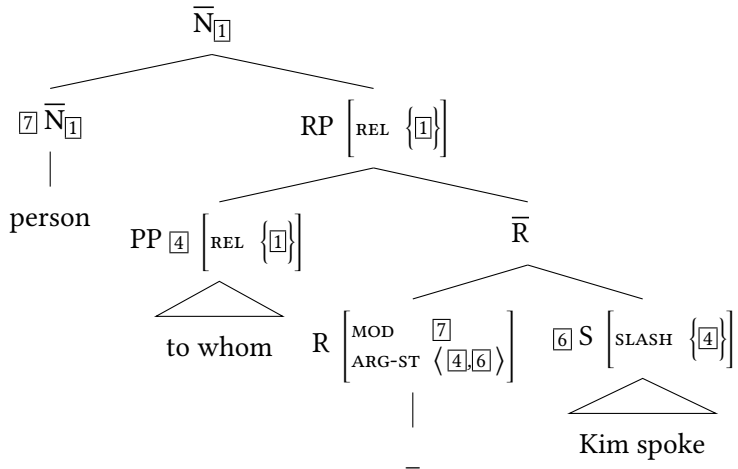 N̅ 1
7 N̅ 1 RP [REL {1}]
person
PP 4 [REL {1}] R̅
to whom
R [MOD 7 6 S [SLASH {4}]
ARG-ST ⟨4,6⟩]
Kim spoke
–